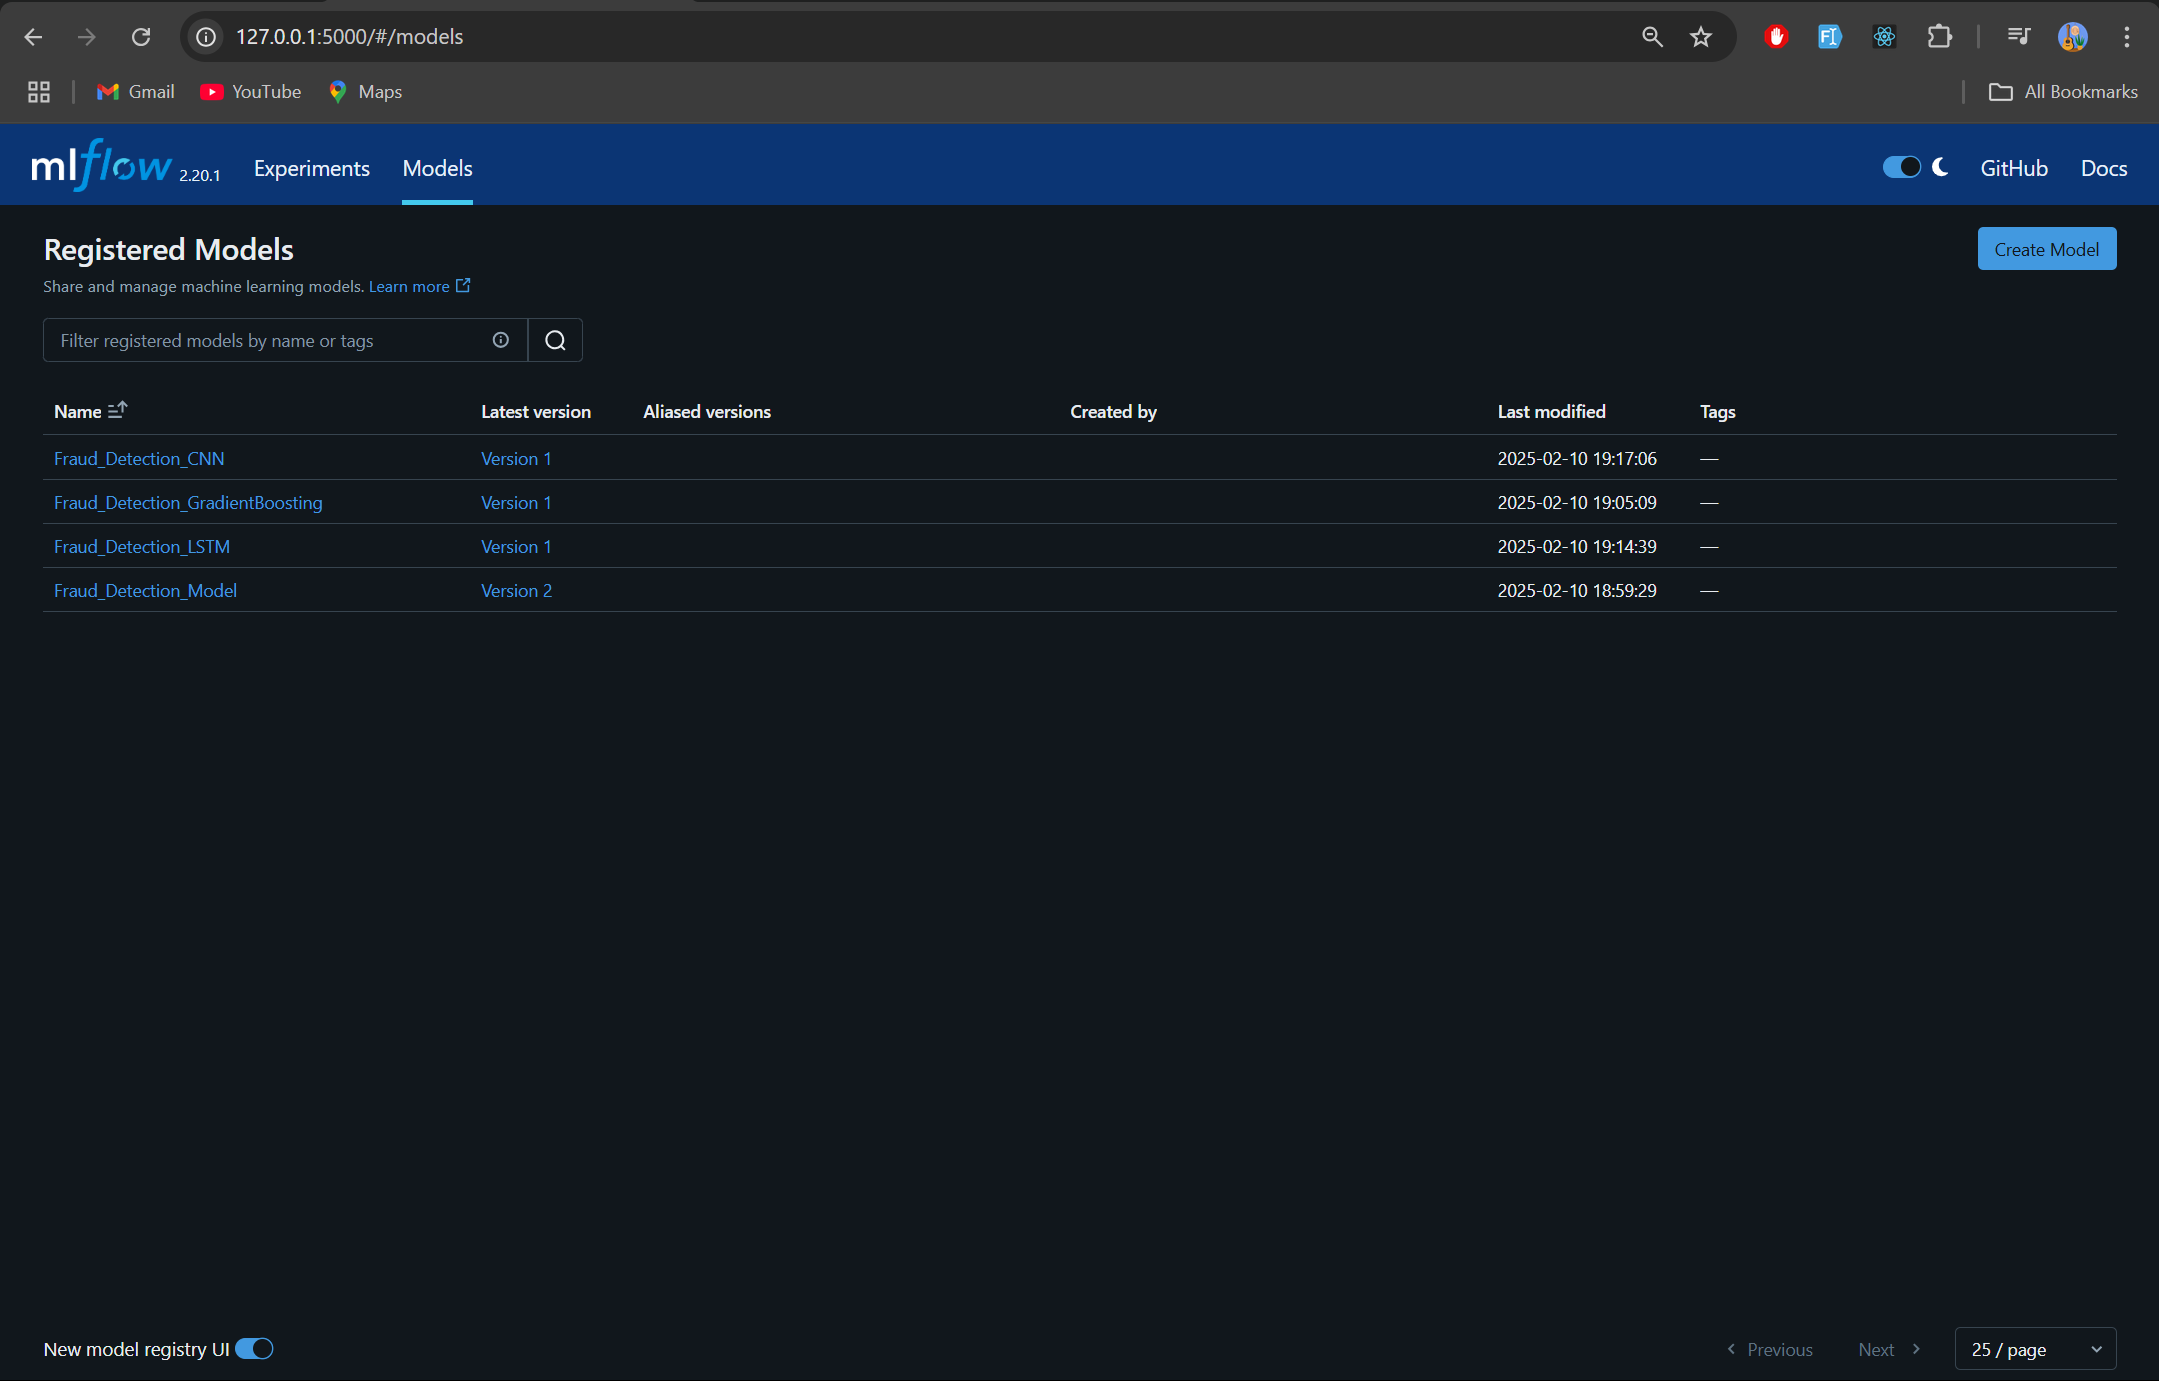 127.0.0.1:5000/#/models
Gmail YouTube Maps All Bookmarks
mlflow 2.20.1 Experiments Models GitHub Docs
Registered Models Create Model
Share and manage machine learning models. Learn more
Filter registered models by name or tags
Name Latest version Aliased versions Created by Last modified Tags
Fraud_Detection_CNN Version 1 2025-02-10 19:17:06 —
Fraud_Detection_GradientBoosting Version 1 2025-02-10 19:05:09 —
Fraud_Detection_LSTM Version 1 2025-02-10 19:14:39 —
Fraud_Detection_Model Version 2 2025-02-10 18:59:29 —
New model registry UI Previous Next 25 / page